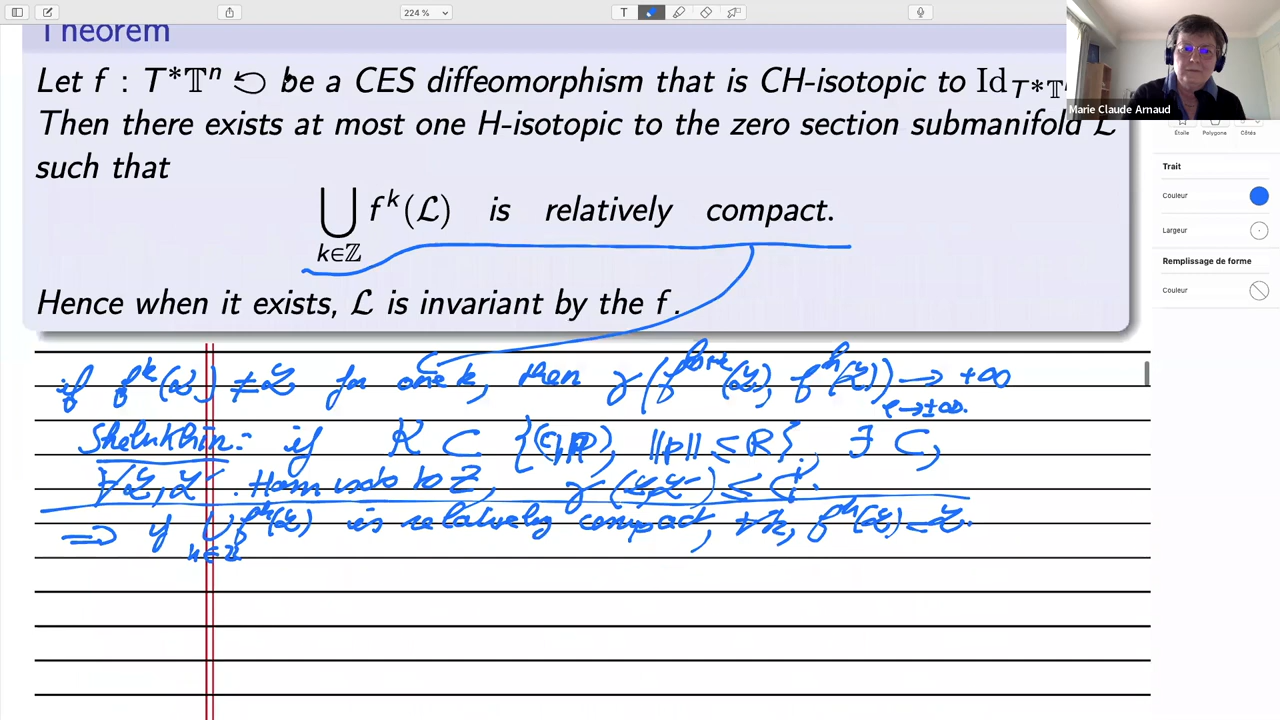 224 %
T
Theorem
Marie Claude Arnaud
Let f : T*𝕋ⁿ ↺ be a CES diffeomorphism that is CH-isotopic to Id_{T*𝕋
Then there exists at most one H-isotopic to the zero section submanifold ℒ
such that
⋃_{k∈ℤ} fᵏ(ℒ) is relatively compact.
Hence when it exists, ℒ is invariant by the f.
Étoile Polygone Côtés
Trait
Couleur
Largeur
Remplissage de forme
Couleur
if fᵏ(ℒ) ≠ ℒ for one k, then γ( (ℒ), (ℒ)) → +∞
ℓ→±∞.
Shelukhin: if K ⊂ {(q,p), ‖p‖ ≤ R}, ∃ C,
∀ℒ,ℒ' Ham to Z, γ(ℒ,ℒ') ≤ C.
⇒ if ⋃_{k∈ℤ} fᵏ(ℒ) is relatively compact, ∀k, fᵏ(ℒ)=ℒ.